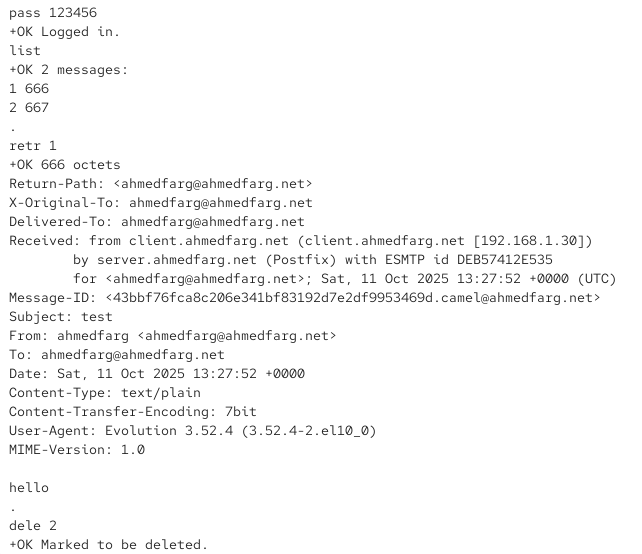 pass 123456
+OK Logged in.
list
+OK 2 messages:
1 666
2 667
.
retr 1
+OK 666 octets
Return-Path: <ahmedfarg@ahmedfarg.net>
X-Original-To: ahmedfarg@ahmedfarg.net
Delivered-To: ahmedfarg@ahmedfarg.net
Received: from client.ahmedfarg.net (client.ahmedfarg.net [192.168.1.30])
        by server.ahmedfarg.net (Postfix) with ESMTP id DEB57412E535
        for <ahmedfarg@ahmedfarg.net>; Sat, 11 Oct 2025 13:27:52 +0000 (UTC)
Message-ID: <43bbf76fca8c206e341bf83192d7e2df9953469d.camel@ahmedfarg.net>
Subject: test
From: ahmedfarg <ahmedfarg@ahmedfarg.net>
To: ahmedfarg@ahmedfarg.net
Date: Sat, 11 Oct 2025 13:27:52 +0000
Content-Type: text/plain
Content-Transfer-Encoding: 7bit
User-Agent: Evolution 3.52.4 (3.52.4-2.el10_0)
MIME-Version: 1.0

hello
.
dele 2
+OK Marked to be deleted.